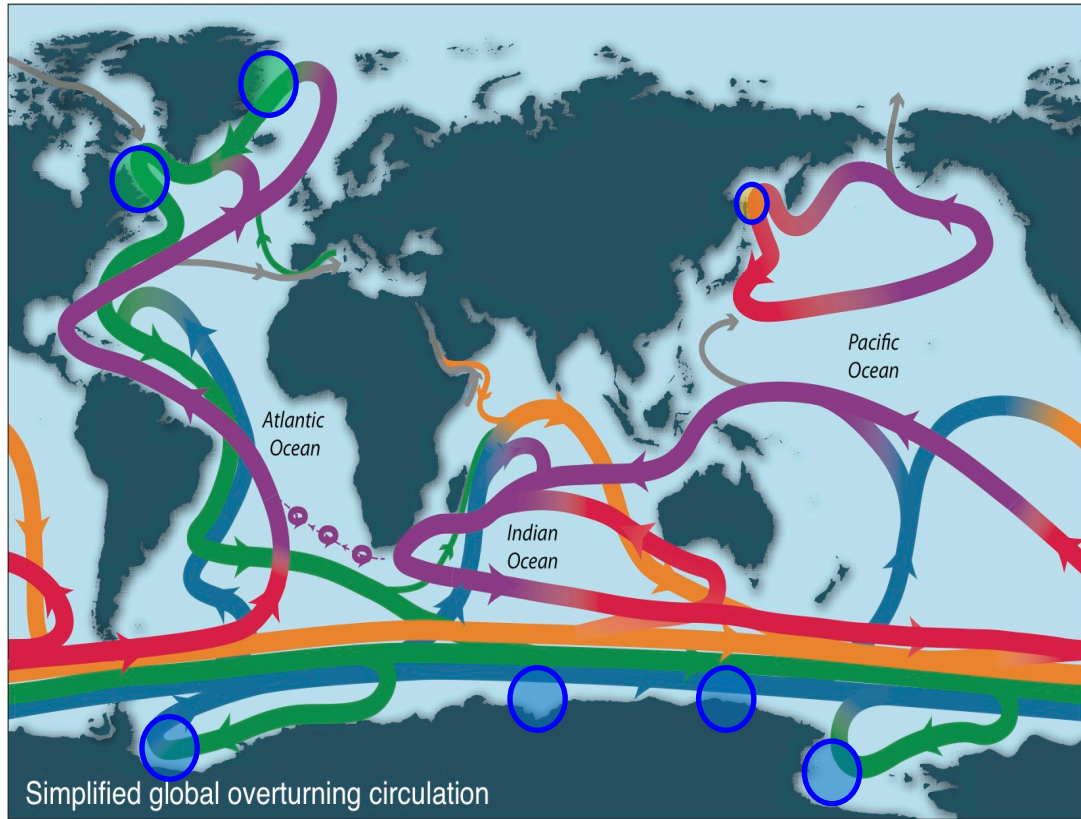 Pacific
Ocean
Atlantic
Ocean
Indian
Ocean
Simplified global overturning circulation